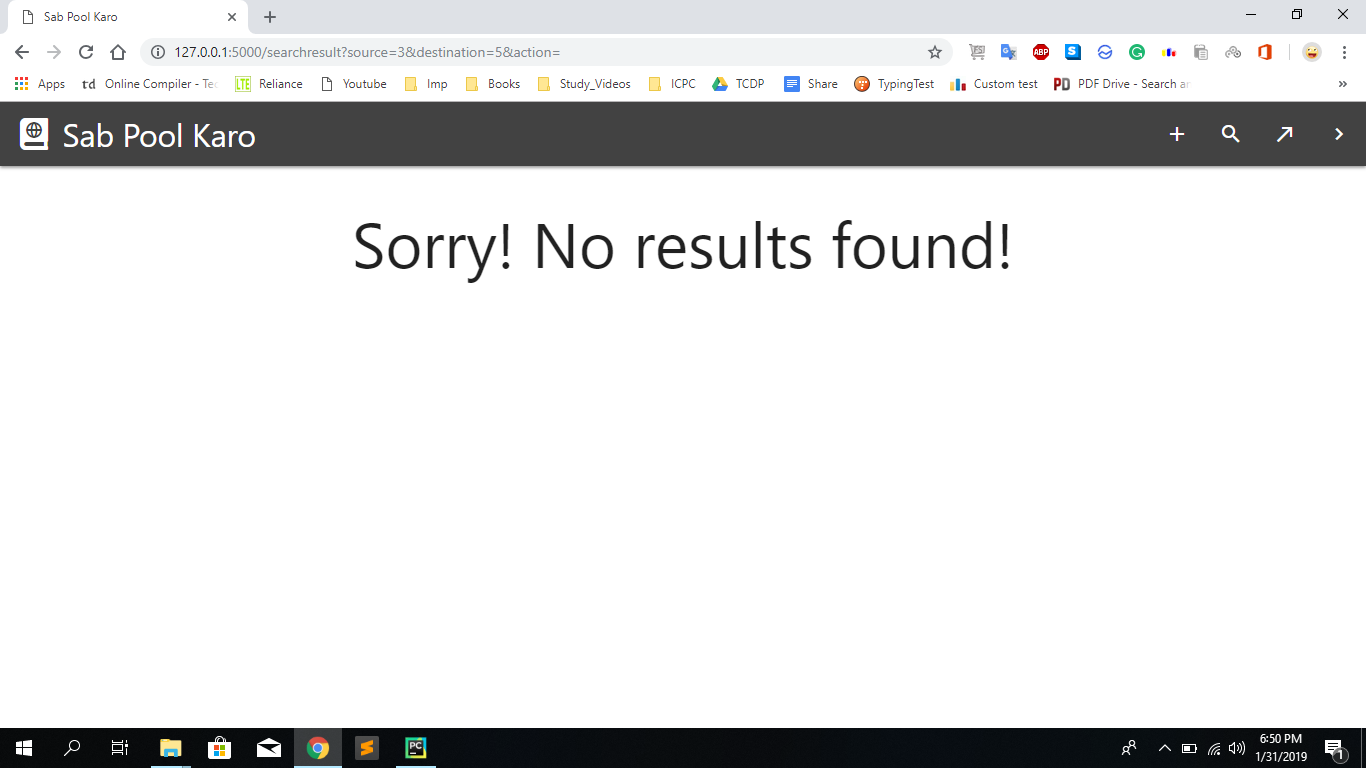 Sab Pool Karo
127.0.0.1:5000/searchresult?source=3&destination=5&action=
Apps td Online Compiler - Tec LTE Reliance Youtube Imp Books Study_Videos ICPC TCDP Share TypingTest Custom test PD PDF Drive - Search ar »
Sab Pool Karo
Sorry! No results found!
6:50 PM
1/31/2019
1